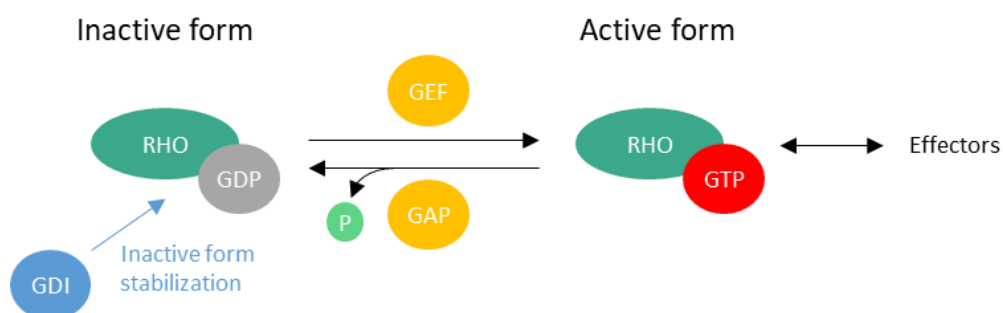 Inactive form
Active form
GEF
RHO
GDP
RHO
GTP
Effectors
P
GAP
GDI
Inactive form
stabilization